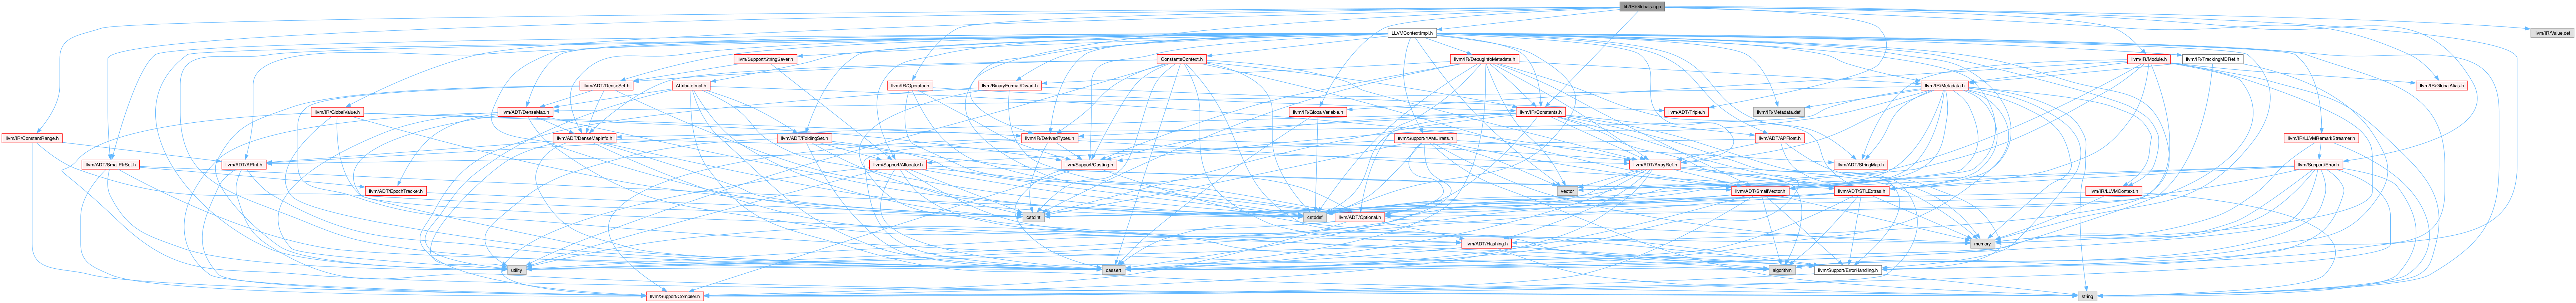 lib/IR/Globals.cpp
LLVMContextImpl.h
llvm/IR/Value.def
llvm/Support/StringSaver.h
ConstantsContext.h
llvm/IR/DebugInfoMetadata.h
llvm/IR/Module.h
llvm/IR/TrackingMDRef.h
llvm/ADT/DenseSet.h
AttributeImpl.h
llvm/IR/Operator.h
llvm/BinaryFormat/Dwarf.h
llvm/IR/Metadata.h
llvm/IR/GlobalAlias.h
llvm/IR/GlobalValue.h
llvm/ADT/DenseMap.h
llvm/IR/GlobalVariable.h
llvm/IR/Constants.h
llvm/ADT/Triple.h
llvm/IR/Metadata.def
llvm/IR/ConstantRange.h
llvm/ADT/DenseMapInfo.h
llvm/ADT/FoldingSet.h
llvm/IR/DerivedTypes.h
llvm/Support/YAMLTraits.h
llvm/ADT/APFloat.h
llvm/IR/LLVMRemarkStreamer.h
llvm/ADT/SmallPtrSet.h
llvm/ADT/APInt.h
llvm/Support/Allocator.h
llvm/Support/Casting.h
llvm/ADT/ArrayRef.h
llvm/ADT/StringMap.h
llvm/Support/Error.h
llvm/ADT/EpochTracker.h
vector
llvm/ADT/SmallVector.h
llvm/ADT/STLExtras.h
llvm/IR/LLVMContext.h
cstdint
cstddef
llvm/ADT/Optional.h
llvm/ADT/Hashing.h
memory
utility
cassert
algorithm
llvm/Support/ErrorHandling.h
llvm/Support/Compiler.h
string